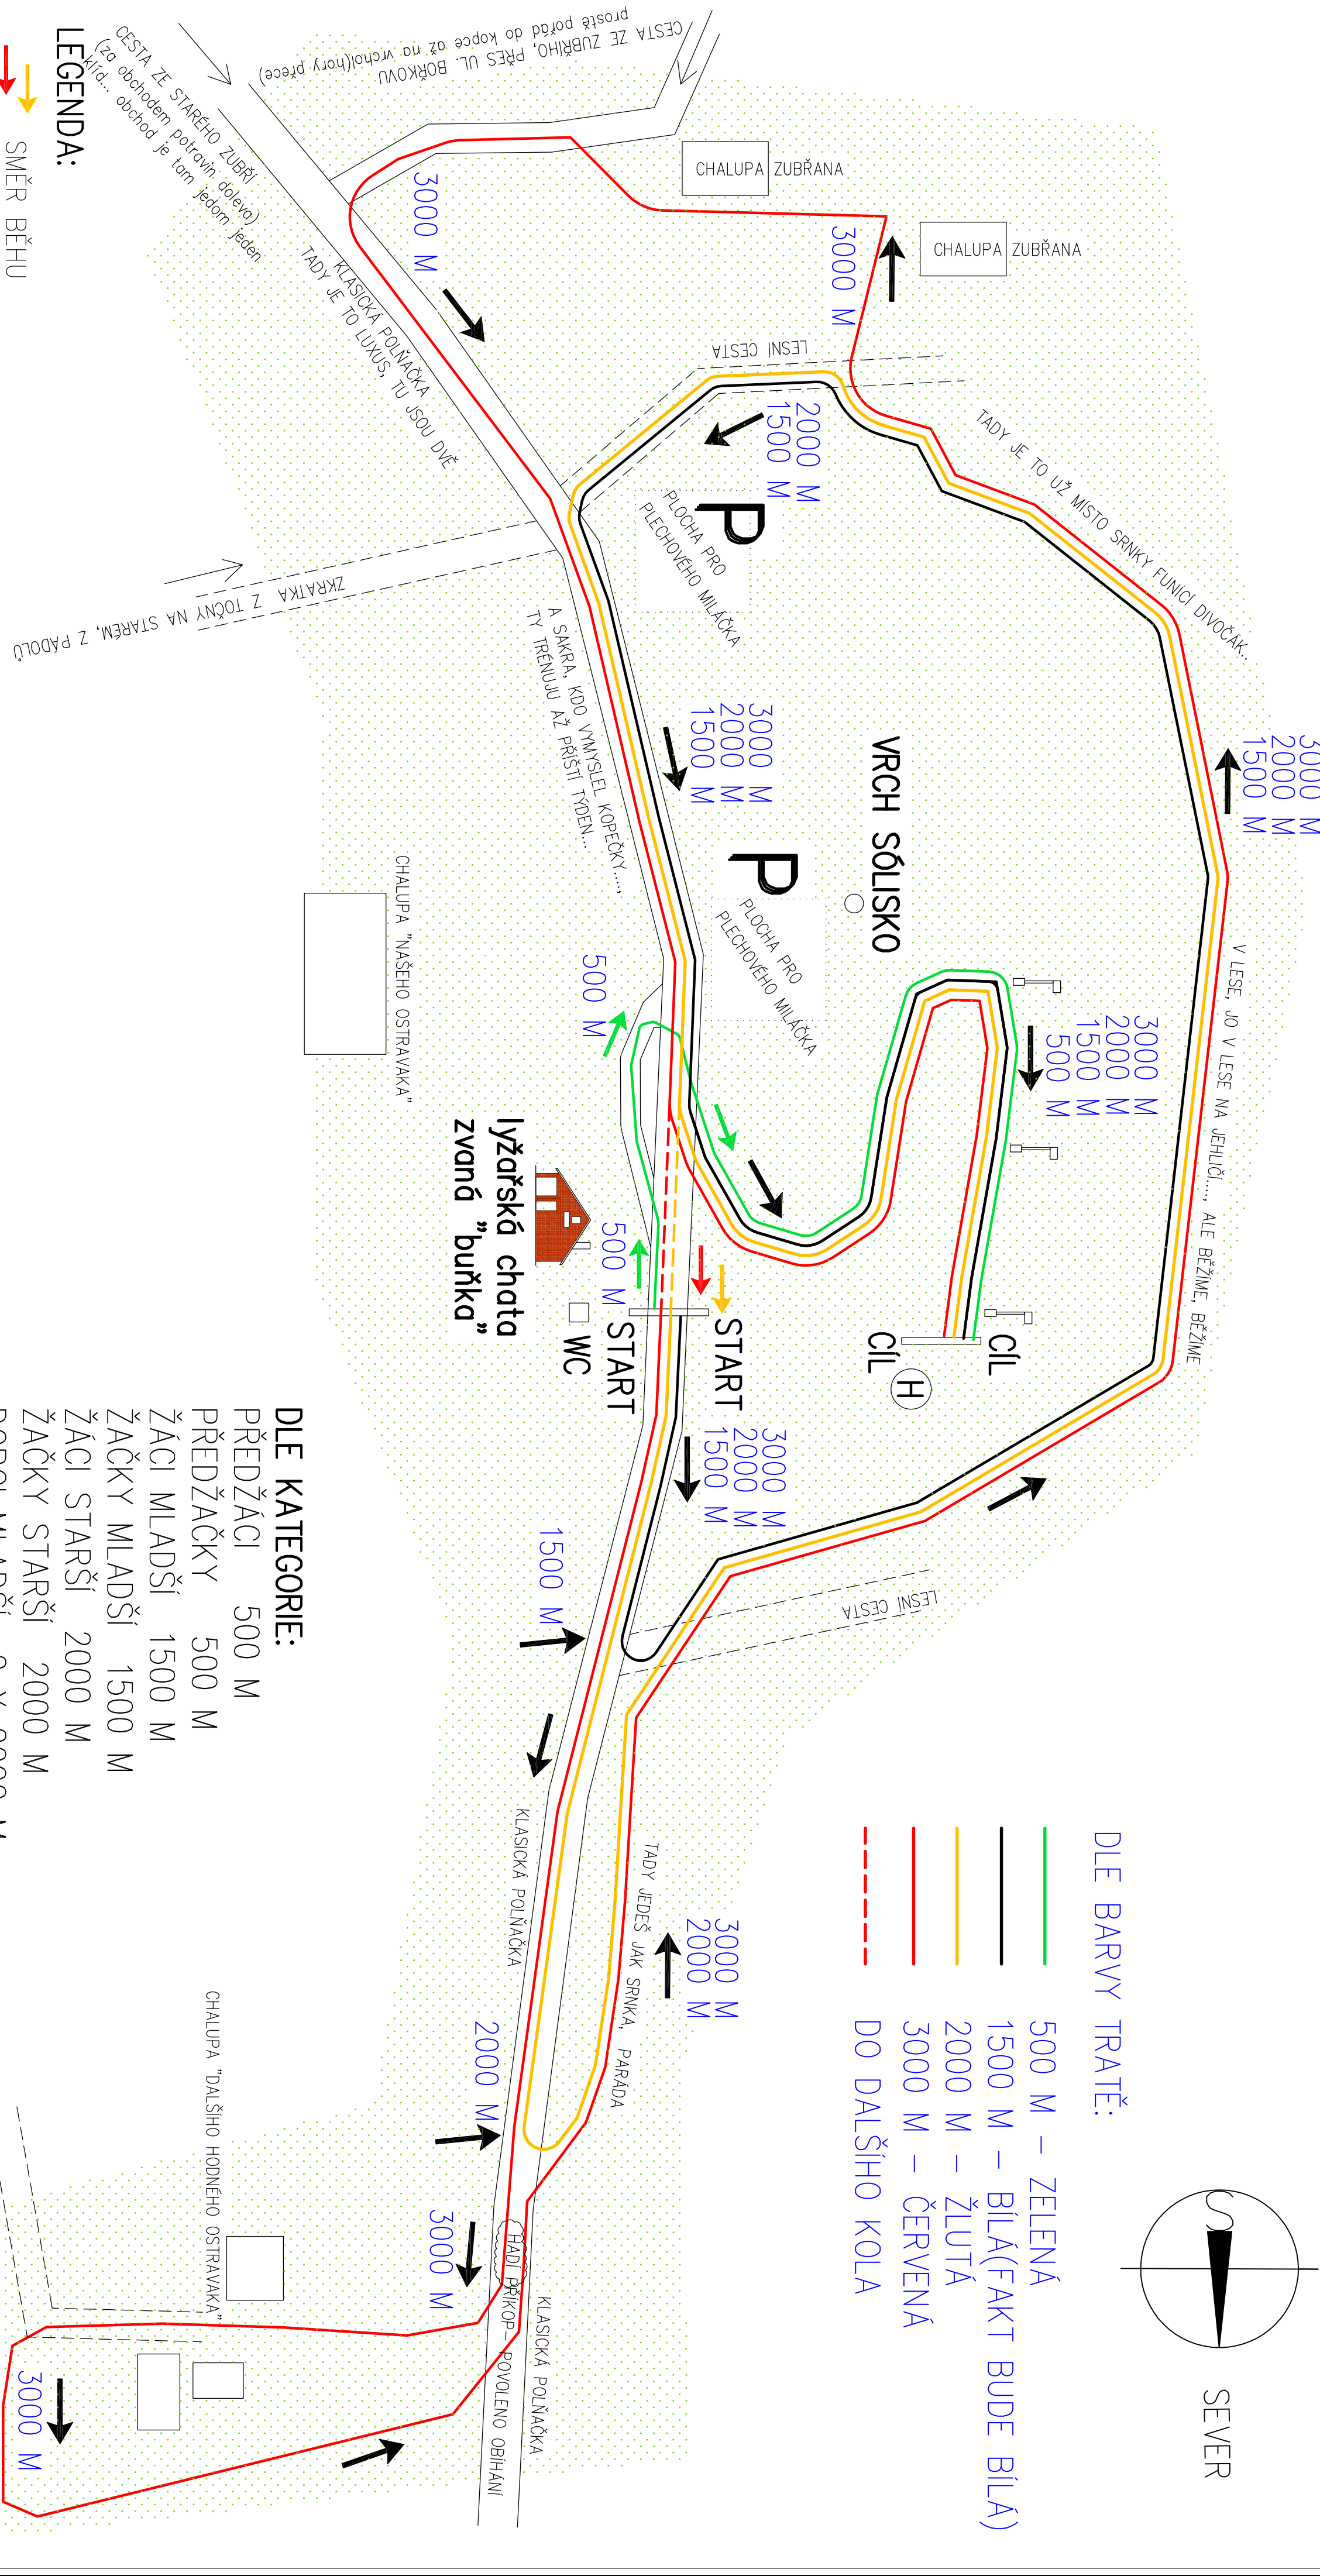 DLE BARVY TRATĚ:
500 M – ZELENÁ
1500 M – BÍLÁ(FAKT BUDE BÍLÁ)
2000 M – ŽLUTÁ
3000 M – ČERVENÁ
DO DALŠÍHO KOLA
S
SEVER
3000 M
2000 M
1500 M
V LESE, JO V LESE NA JEHLIČÍ...., ALE BĚŽÍME, BĚŽÍME
TADY JE TO UŽ MÍSTO SRNKY FUNÍCÍ DIVOČÁK..
CHALUPA ZUBŘANA
CHALUPA ZUBŘANA
3000 M
CESTA ZE ZUBŘÍHO, PŘES UL. BOŘKOVU
prostě pořád do kopce až na vrchol(hory přece)
LESNÍ CESTA
2000 M
1500 M
P
PLOCHA PRO
PLECHOVÉHO MILÁČKA
VRCH SÓLISKO
3000 M
2000 M
1500 M
500 M
P
PLOCHA PRO
PLECHOVÉHO MILÁČKA
3000 M
2000 M
1500 M
CÍL
CÍL
H
START
START
WC
3000 M
2000 M
1500 M
LESNÍ CESTA
3000 M
2000 M
TADY JEDEŠ JAK SRNKA, PARÁDA
3000 M
CESTA ZE STARÉHO ZUBŘÍ
(za obchodem potravin doleva)
klíd... obchod je tam jedom jeden
KLASICKÁ POLŇAČKA
TADY JE TO LUXUS, TU JSOU DVĚ
ZKRATKA Z TOČNY NA STARÉM, Z PÁDOLŮ
A SAKRA, KDO VYMYSLEL KOPEČKY....,
TY TRÉNUJU AŽ PŘÍŠTÍ TÝDEN....
500 M
500 M
CHALUPA "NAŠEHO OSTRAVAKA"
lyžařská chata
zvaná "buňka"
1500 M
KLASICKÁ POLŇAČKA
2000 M
3000 M
HADÍ PŘÍKOP– POVOLENO OBÍHÁNÍ
KLASICKÁ POLŇAČKA
CHALUPA "DALŠÍHO HODNÉHO OSTRAVAKA"
3000 M
LEGENDA:
SMĚR BĚHU
DLE KATEGORIE:
PŘEDŽÁCI 500 M
PŘEDŽAČKY 500 M
ŽÁCI MLADŠÍ 1500 M
ŽAČKY MLADŠÍ 1500 M
ŽÁCI STARŠÍ 2000 M
ŽAČKY STARŠÍ 2000 M